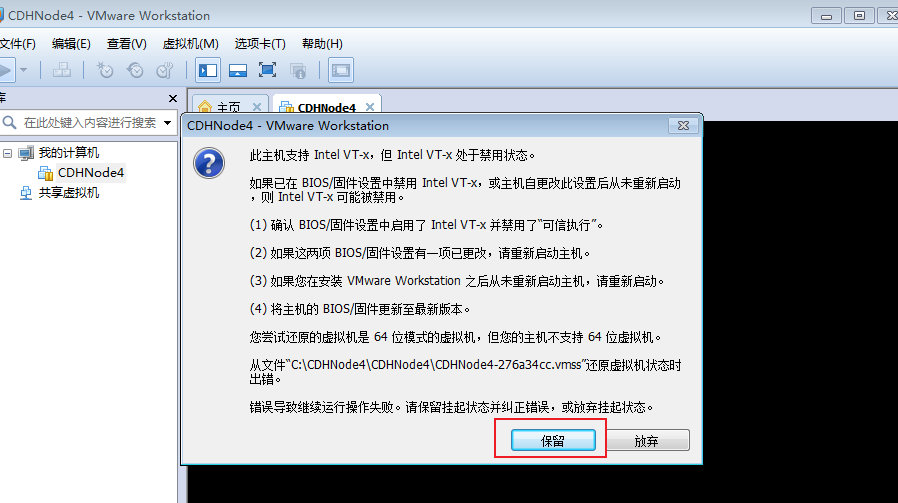 CDHNode4 - VMware Workstation
文件(F) 编辑(E) 查看(V) 虚拟机(M) 选项卡(T) 帮助(H)
库
在此处键入内容进行搜索
主页
CDHNode4
我的计算机
CDHNode4
共享虚拟机
CDHNode4 - VMware Workstation
此主机支持 Intel VT-x，但 Intel VT-x 处于禁用状态。
如果已在 BIOS/固件设置中禁用 Intel VT-x，或主机自更改此设置后从未重新启动
，则 Intel VT-x 可能被禁用。
(1) 确认 BIOS/固件设置中启用了 Intel VT-x 并禁用了“可信执行”。
(2) 如果这两项 BIOS/固件设置有一项已更改，请重新启动主机。
(3) 如果您在安装 VMware Workstation 之后从未重新启动主机，请重新启动。
(4) 将主机的 BIOS/固件更新至最新版本。
您尝试还原的虚拟机是 64 位模式的虚拟机，但您的主机不支持 64 位虚拟机。
从文件“C:\CDHNode4\CDHNode4\CDHNode4-276a34cc.vmss”还原虚拟机状态时
出错。
错误导致继续运行操作失败。请保留挂起状态并纠正错误，或放弃挂起状态。
保留
放弃